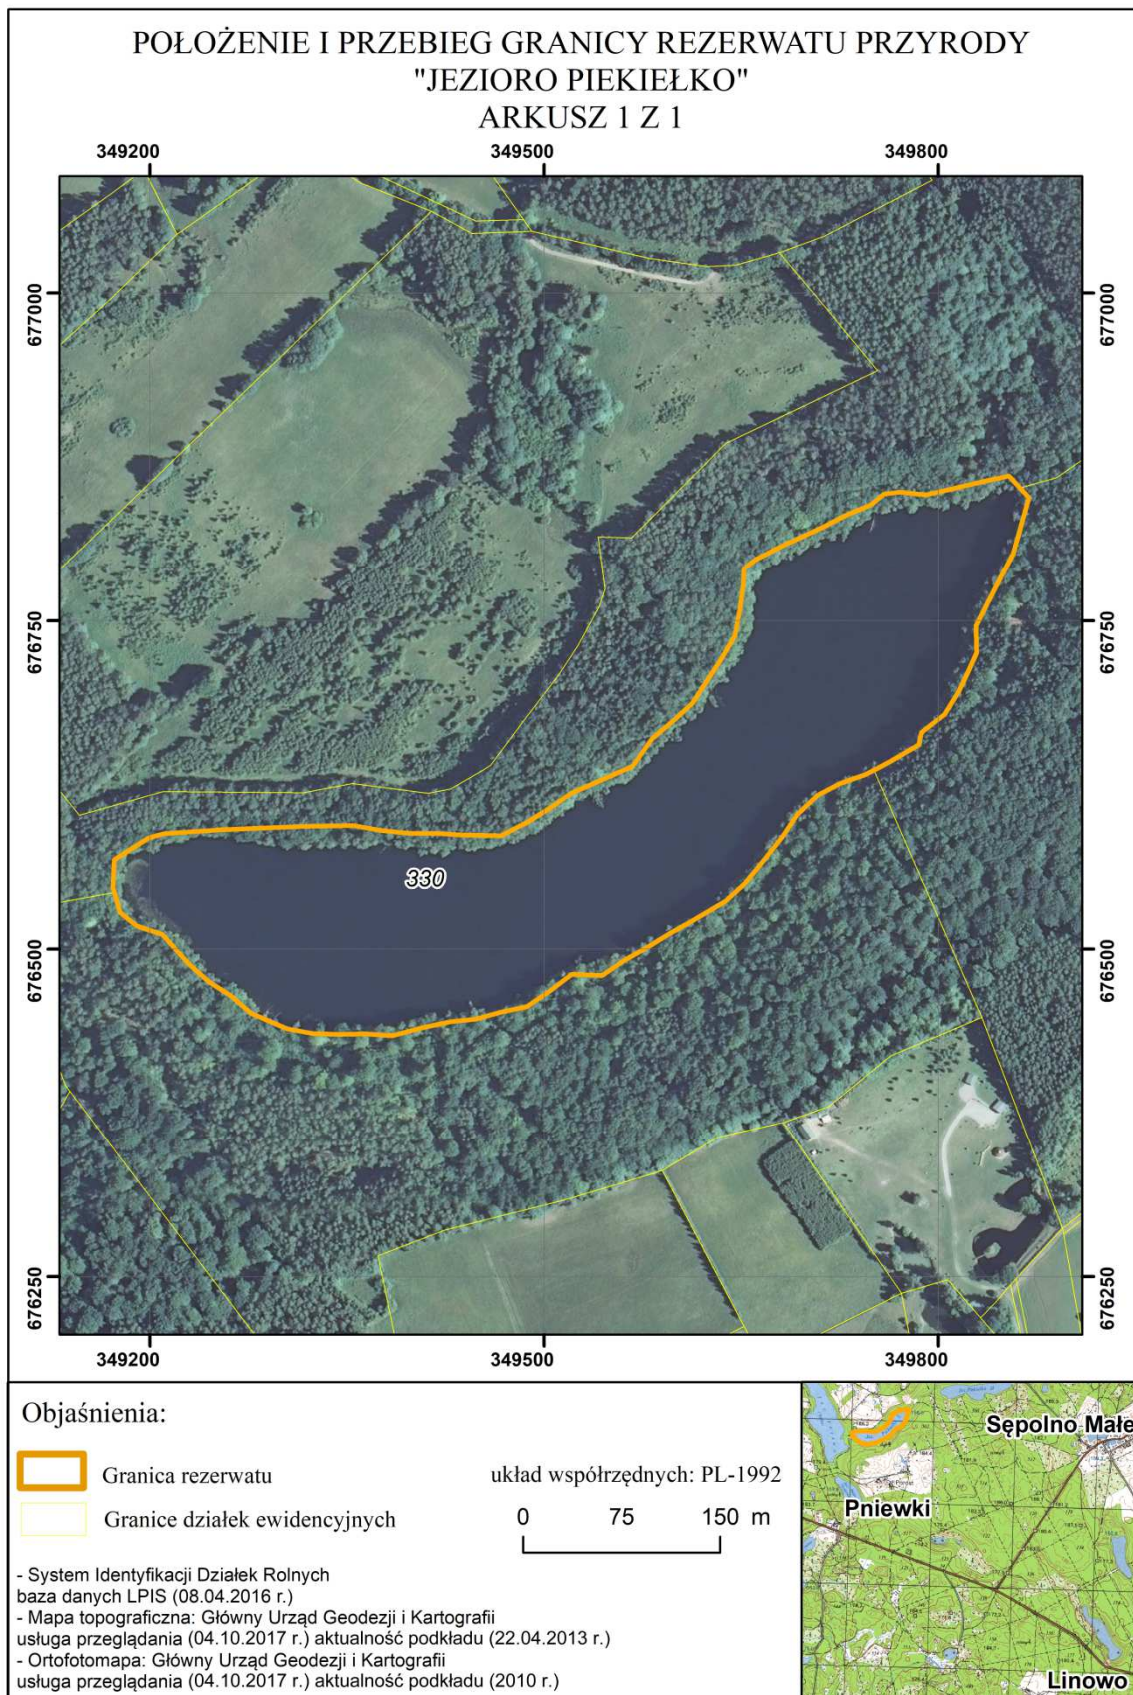 POŁOŻENIE I PRZEBIEG GRANICY REZERWATU PRZYRODY
"JEZIORO PIEKIEŁKO"
ARKUSZ 1 Z 1
349200 349500 349800
677000 677000
676750 676750
330
676500 676500
676250 676250
349200 349500 349800
Objaśnienia:
Granica rezerwatu
Granice działek ewidencyjnych
układ współrzędnych: PL-1992
0 75 150 m
- System Identyfikacji Działek Rolnych
baza danych LPIS (08.04.2016 r.)
- Mapa topograficzna: Główny Urząd Geodezji i Kartografii
usługa przeglądania (04.10.2017 r.) aktualność podkładu (22.04.2013 r.)
- Ortofotomapa: Główny Urząd Geodezji i Kartografii
usługa przeglądania (04.10.2017 r.) aktualność podkładu (2010 r.)
Sępolno Małe
Pniewki
Linowo